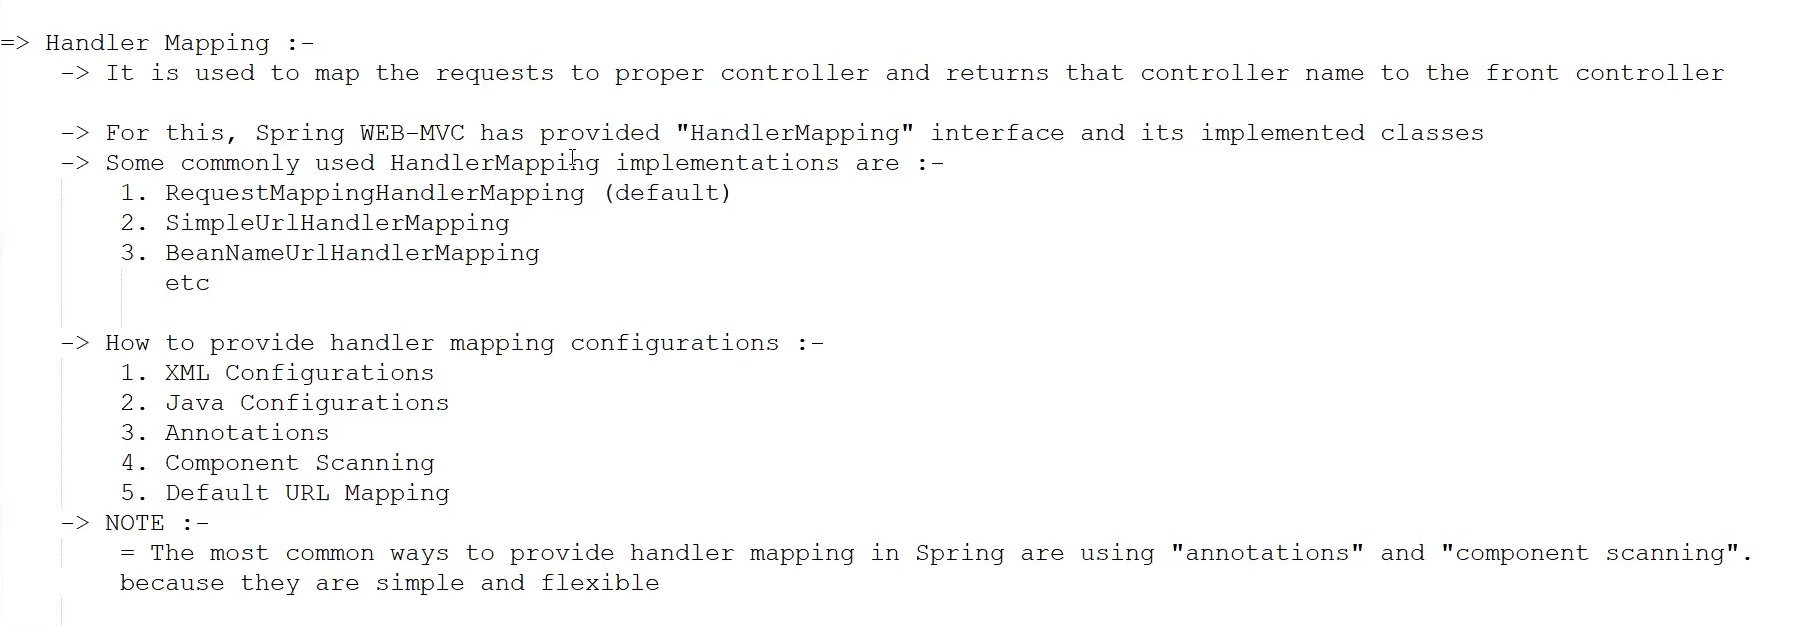 => Handler Mapping :-
-> It is used to map the requests to proper controller and returns that controller name to the front controller
-> For this, Spring WEB-MVC has provided "HandlerMapping" interface and its implemented classes
-> Some commonly used HandlerMapping implementations are :-
1. RequestMappingHandlerMapping (default)
2. SimpleUrlHandlerMapping
3. BeanNameUrlHandlerMapping
etc
-> How to provide handler mapping configurations :-
1. XML Configurations
2. Java Configurations
3. Annotations
4. Component Scanning
5. Default URL Mapping
-> NOTE :-
= The most common ways to provide handler mapping in Spring are using "annotations" and "component scanning".
because they are simple and flexible